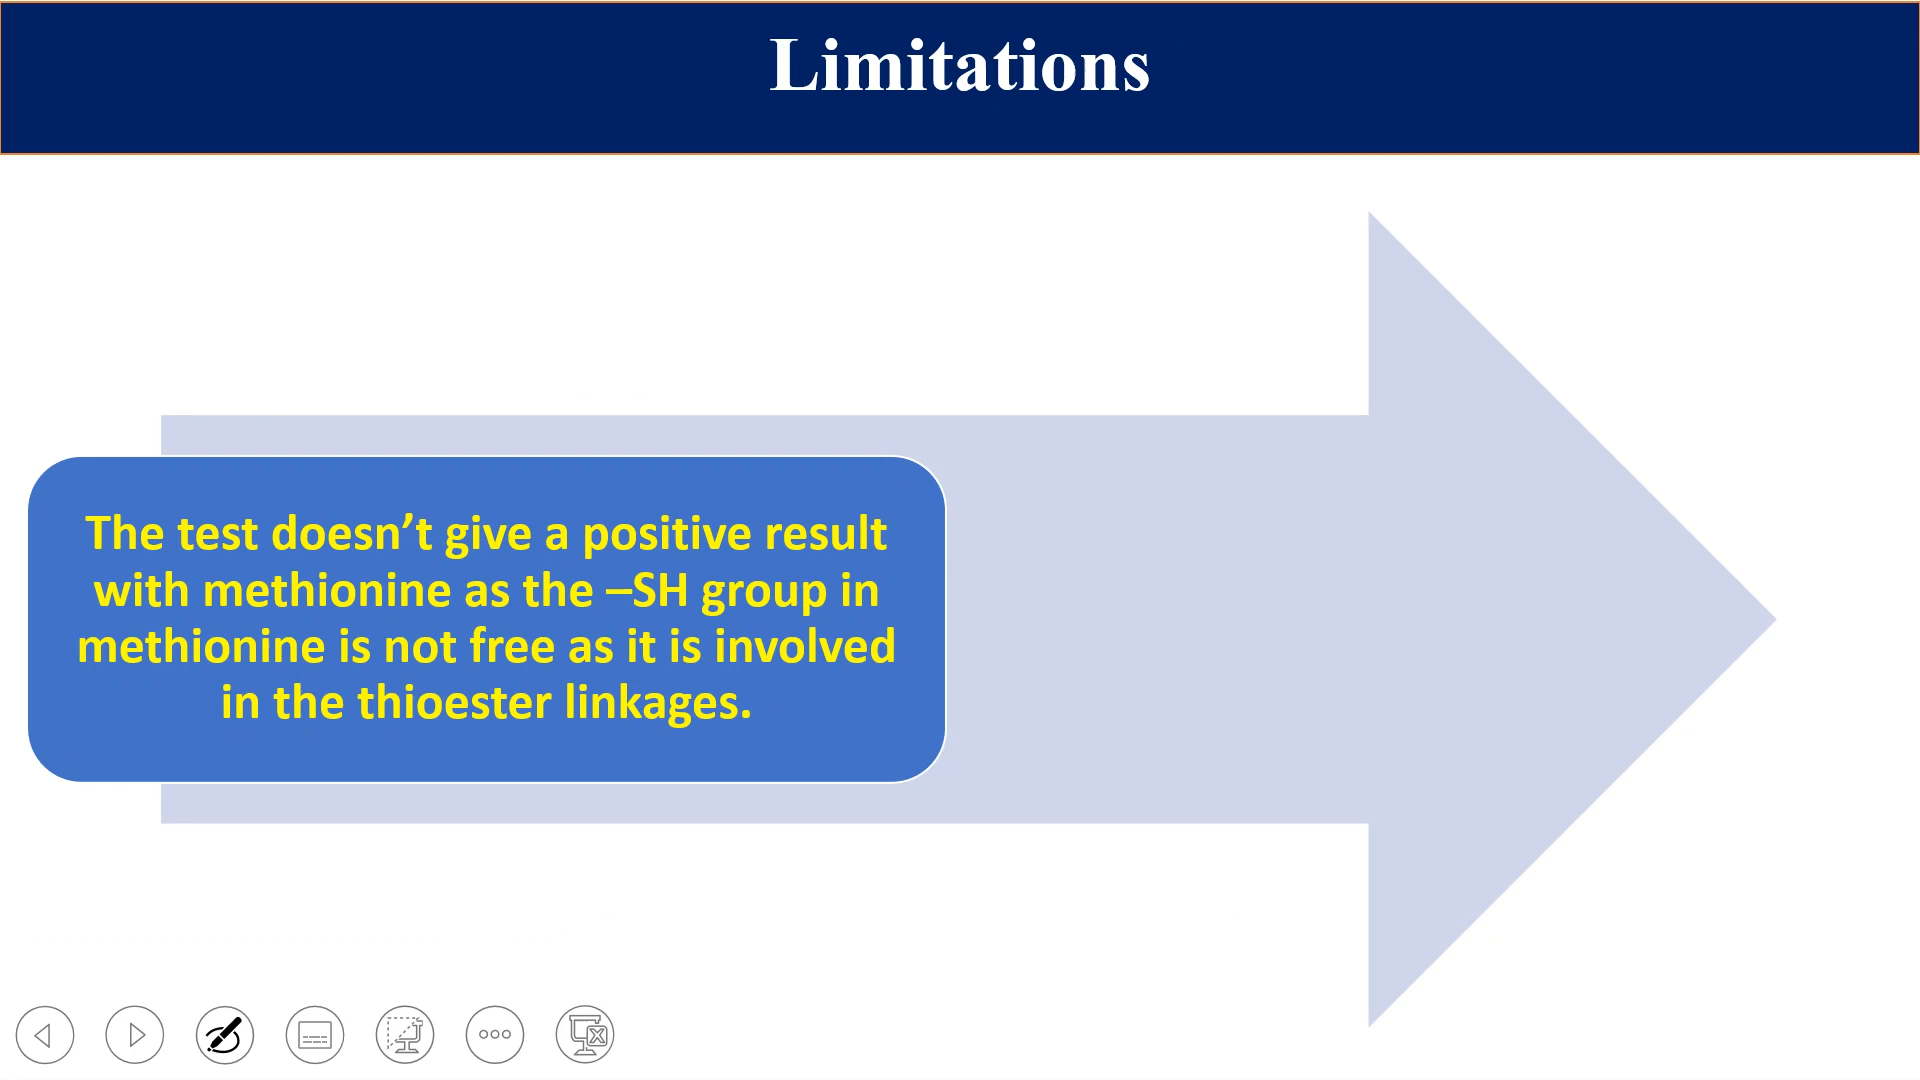 Limitations
The test doesn’t give a positive result
with methionine as the –SH group in
methionine is not free as it is involved
in the thioester linkages.